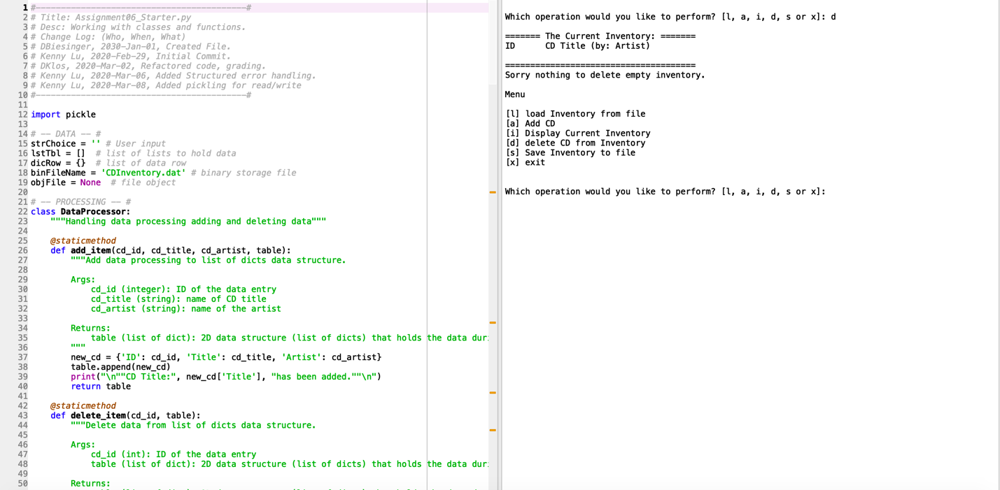 1 #------------------------------------------#
2 # Title: Assignment06_Starter.py
3 # Desc: Working with classes and functions.
4 # Change Log: (Who, When, What)
5 # DBiesinger, 2030-Jan-01, Created File.
6 # Kenny Lu, 2020-Feb-29, Initial Commit.
7 # DKlos, 2020-Mar-02, Refactored code, grading.
8 # Kenny Lu, 2020-Mar-06, Added Structured error handling.
9 # Kenny Lu, 2020-Mar-08, Added pickling for read/write
10 #------------------------------------------#
11
12 import pickle
13
14 # -- DATA -- #
15 strChoice = '' # User input
16 lstTbl = []  # list of lists to hold data
17 dicRow = {}  # list of data row
18 binFileName = 'CDInventory.dat' # binary storage file
19 objFile = None  # file object
20
21 # -- PROCESSING -- #
22 class DataProcessor:
23     """Handling data processing adding and deleting data"""
24
25     @staticmethod
26     def add_item(cd_id, cd_title, cd_artist, table):
27         """Add data processing to list of dicts data structure.
28
29         Args:
30             cd_id (integer): ID of the data entry
31             cd_title (string): name of CD title
32             cd_artist (string): name of the artist
33
34         Returns:
35             table (list of dict): 2D data structure (list of dicts) that holds the data dur
36         """
37         new_cd = {'ID': cd_id, 'Title': cd_title, 'Artist': cd_artist}
38         table.append(new_cd)
39         print("\n""CD Title:", new_cd['Title'], "has been added.""\n")
40         return table
41
42     @staticmethod
43     def delete_item(cd_id, table):
44         """Delete data from list of dicts data structure.
45
46         Args:
47             cd_id (int): ID of the data entry
48             table (list of dict): 2D data structure (list of dicts) that holds the data dur
49
50         Returns:
Which operation would you like to perform? [l, a, i, d, s or x]: d
======= The Current Inventory: =======
ID      CD Title (by: Artist)
======================================
Sorry nothing to delete empty inventory.
Menu
[l] load Inventory from file
[a] Add CD
[i] Display Current Inventory
[d] delete CD from Inventory
[s] Save Inventory to file
[x] exit
Which operation would you like to perform? [l, a, i, d, s or x]: